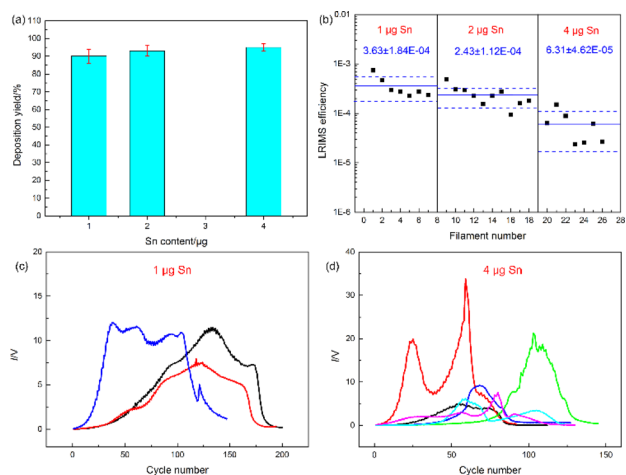 (a)
Deposition yield/%
110
100
90
80
70
60
50
40
30
20
10
0
1 2 3 4
Sn content/μg
(b)
LRIMS efficiency
0.01
1E-3
1E-4
1E-5
1E-6
1 μg Sn 2 μg Sn 4 μg Sn
3.63±1.84E-04 2.43±1.12E-04 6.31±4.62E-05
0 2 4 6 8 10 12 14 16 18 20 22 24 26 28
Filament number
(c)
1 μg Sn
I/V
20
15
10
5
0
0 50 100 150 200
Cycle number
(d)
4 μg Sn
I/V
40
30
20
10
0
0 50 100 145
Cycle number